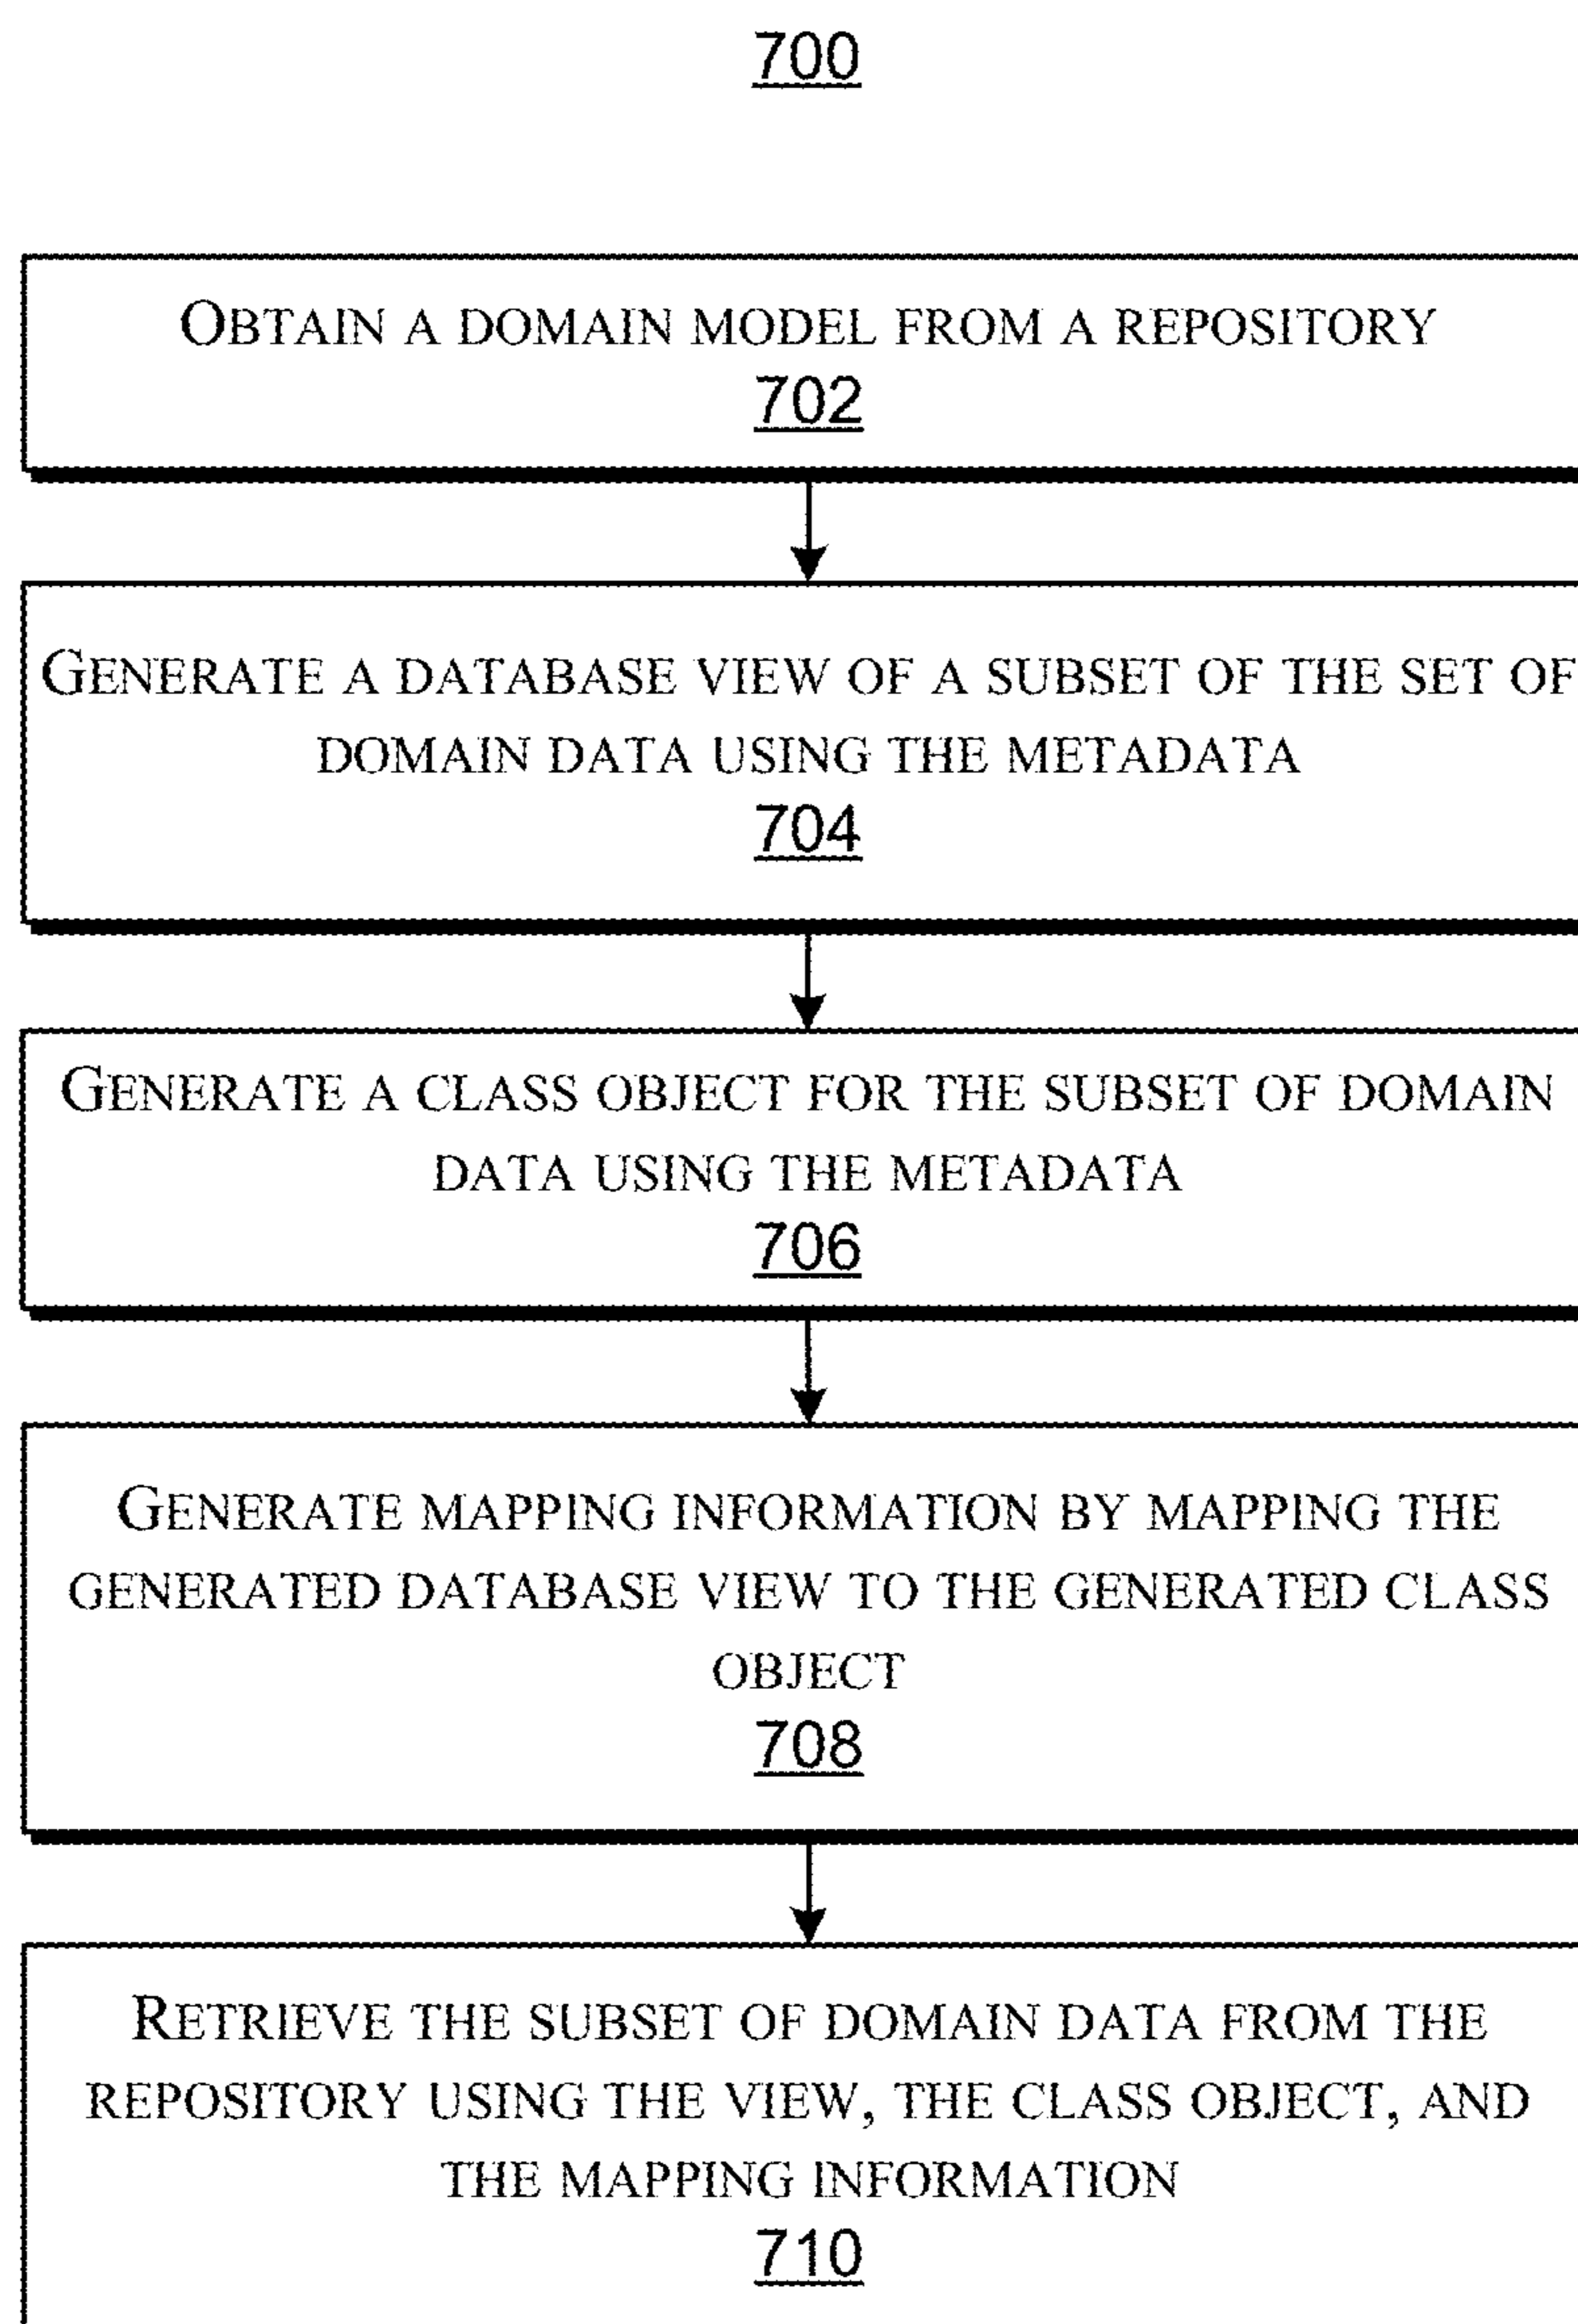 700
OBTAIN A DOMAIN MODEL FROM A REPOSITORY
702
GENERATE A DATABASE VIEW OF A SUBSET OF THE SET OF
DOMAIN DATA USING THE METADATA
704
GENERATE A CLASS OBJECT FOR THE SUBSET OF DOMAIN
DATA USING THE METADATA
706
GENERATE MAPPING INFORMATION BY MAPPING THE
GENERATED DATABASE VIEW TO THE GENERATED CLASS
OBJECT
708
RETRIEVE THE SUBSET OF DOMAIN DATA FROM THE
REPOSITORY USING THE VIEW, THE CLASS OBJECT, AND
THE MAPPING INFORMATION
710